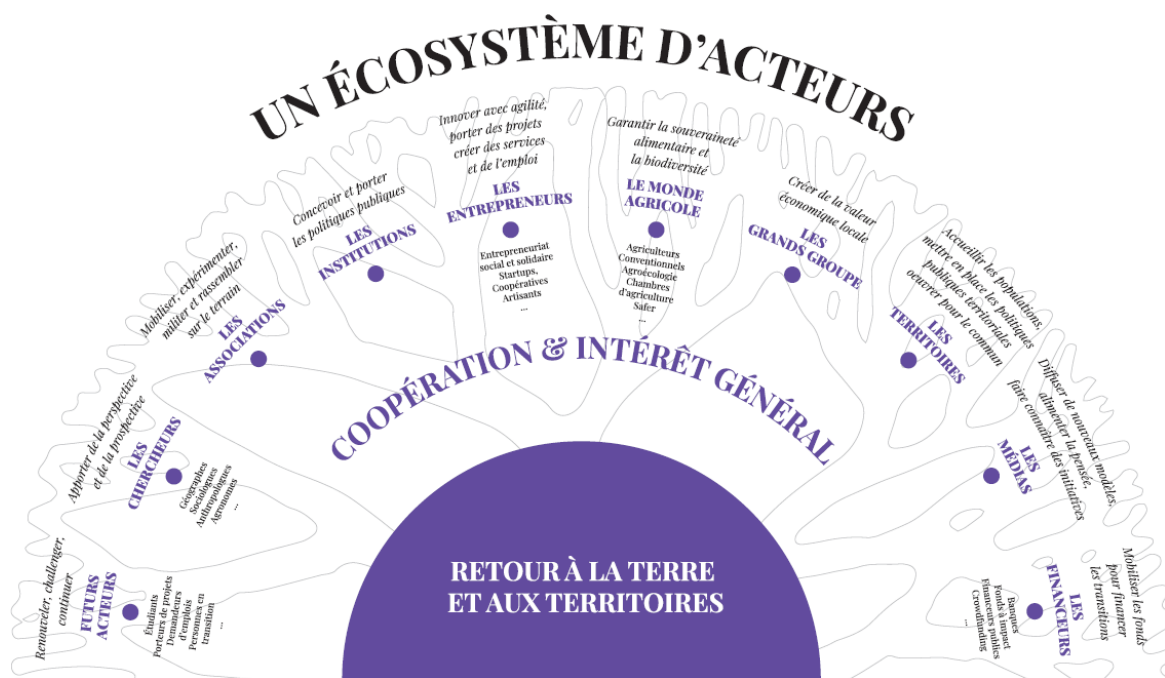 UN ÉCOSYSTÈME D'ACTEURS
Renouveler, challenger,
continuer
FUTURS
ACTEURS
Étudiants
Porteurs de projets
Demandeurs
d'emplois
Personnes en
transition
...
Apporter de la perspective
et de la prospective
LES
CHERCHEURS
Géographes
Sociologues
Anthropologues
Agronomes
...
Mobiliser, expérimenter,
militer et rassembler
sur le terrain
LES
ASSOCIATIONS
Concevoir et porter
les politiques publiques
LES
INSTITUTIONS
Innover avec agilité,
porter des projets
créer des services
et de l'emploi
LES
ENTREPRENEURS
Entrepreneuriat
social et solidaire
Startups,
Coopératives
Artisants
...
Garantir la souveraineté
alimentaire et
la biodiversité
LE MONDE
AGRICOLE
Agriculteurs
Conventionnels
Agroécologie
Chambres
d'agriculture
Safer
...
Créer de la valeur
économique locale
LES
GRANDS GROUPE
Accueillir les populations,
mettre en place les politiques
publiques territoriales
oeuvrer pour le commun
LES
TERRITOIRES
Diffuser de nouveaux modèles,
alimenter la pensée,
faire connaître des initiatives
LES
MÉDIAS
Mobiliser les fonds
pour financer
les transitions
LES
FINANCEURS
Banques
Fonds à impact
Financeurs publics
Crowdfunding
...
COOPÉRATION & INTÉRÊT GÉNÉRAL
RETOUR À LA TERRE
ET AUX TERRITOIRES